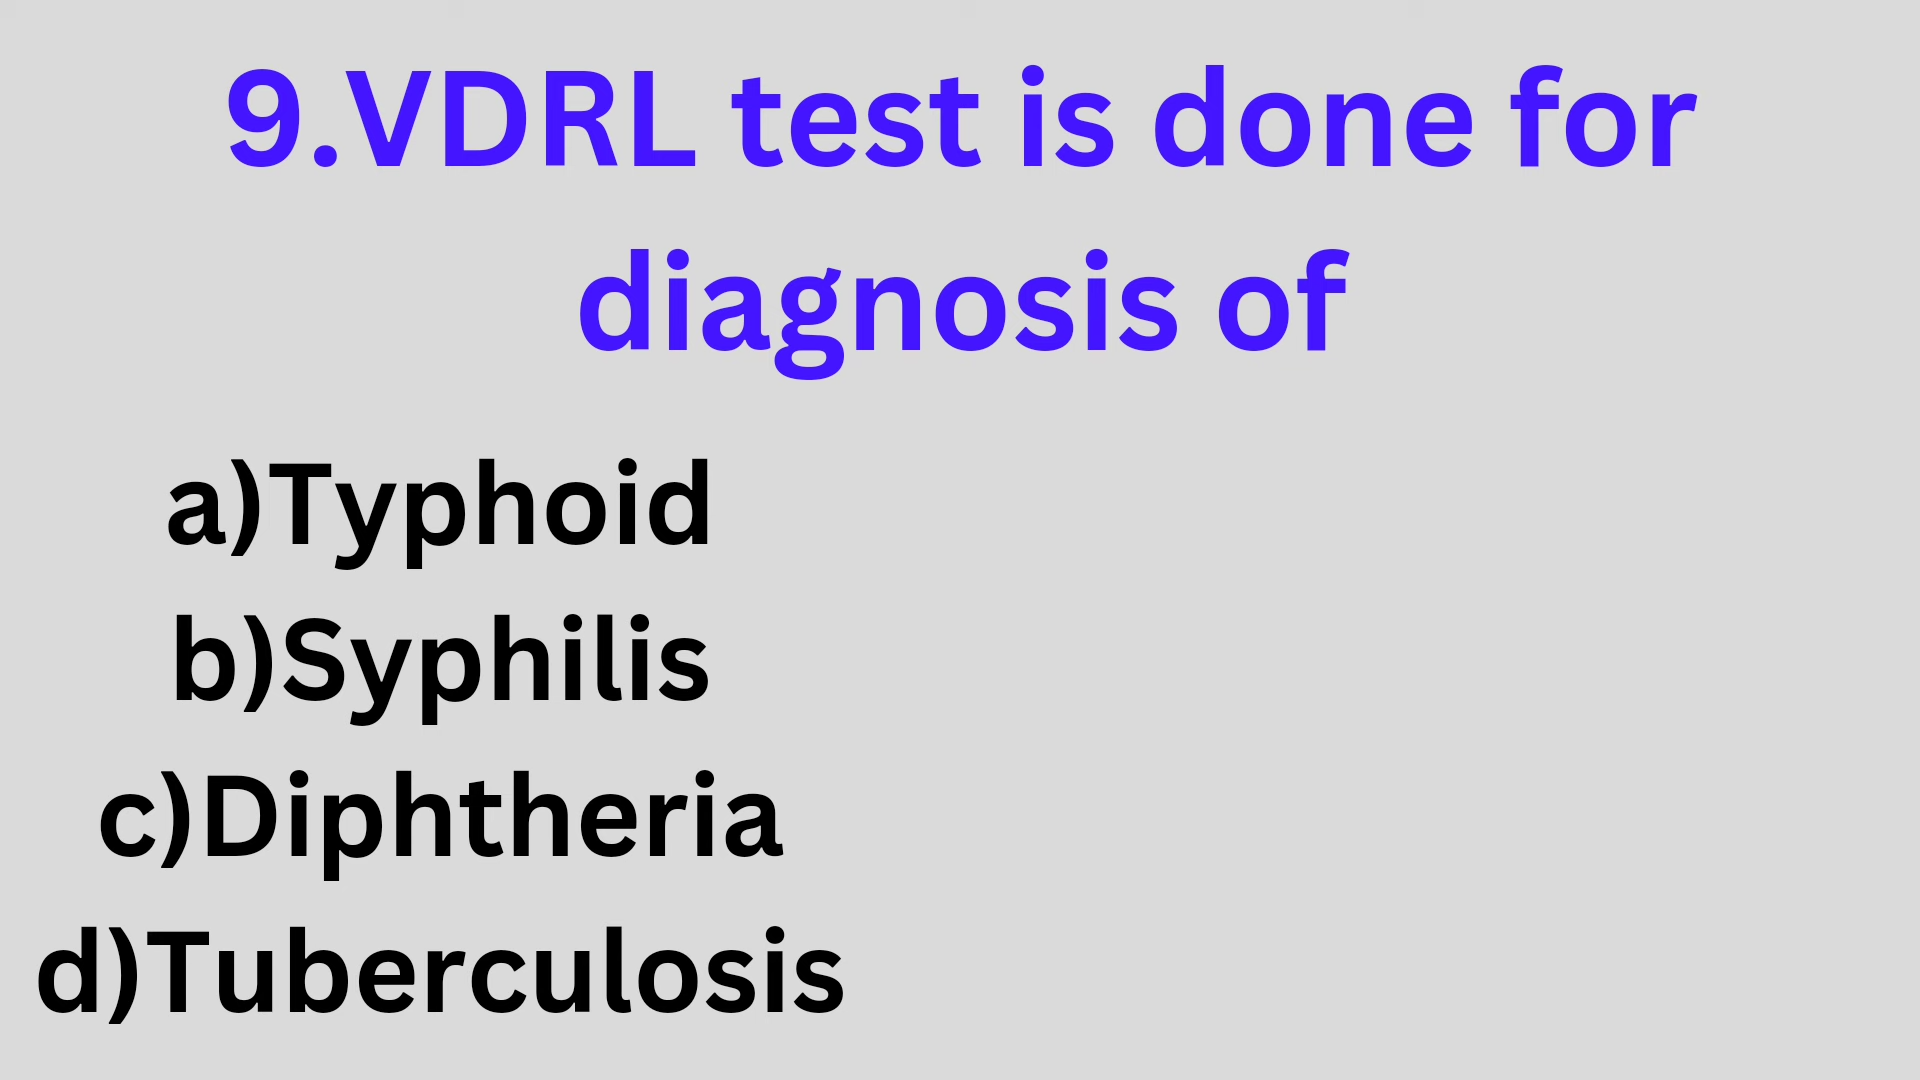 9.VDRL test is done for
diagnosis of
a)Typhoid
b)Syphilis
c)Diphtheria
d)Tuberculosis